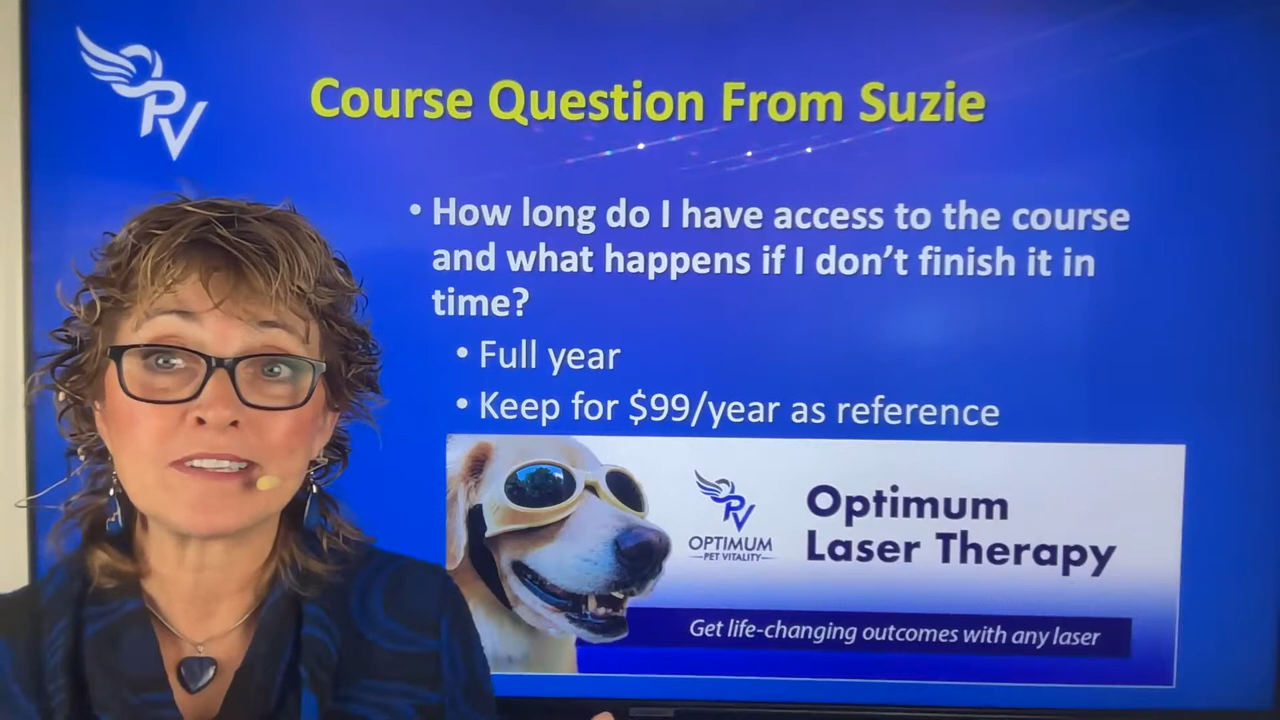 PV
Course Question From Suzie
• How long do I have access to the course
and what happens if I don't finish it in
time?
• Full year
• Keep for $99/year as reference
PV
OPTIMUM
PET VITALITY
Optimum
Laser Therapy
Get life-changing outcomes with any laser